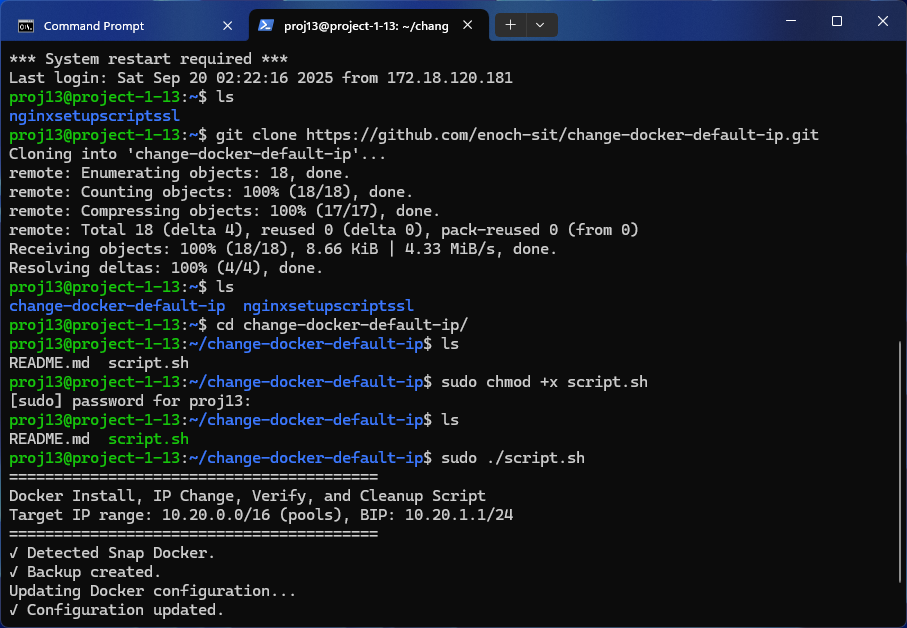 Command Prompt
proj13@project-1-13: ~/chang
*** System restart required ***
Last login: Sat Sep 20 02:22:16 2025 from 172.18.120.181
proj13@project-1-13:~$ ls
nginxsetupscriptssl
proj13@project-1-13:~$ git clone https://github.com/enoch-sit/change-docker-default-ip.git
Cloning into 'change-docker-default-ip'...
remote: Enumerating objects: 18, done.
remote: Counting objects: 100% (18/18), done.
remote: Compressing objects: 100% (17/17), done.
remote: Total 18 (delta 4), reused 0 (delta 0), pack-reused 0 (from 0)
Receiving objects: 100% (18/18), 8.66 KiB | 4.33 MiB/s, done.
Resolving deltas: 100% (4/4), done.
proj13@project-1-13:~$ ls
change-docker-default-ip  nginxsetupscriptssl
proj13@project-1-13:~$ cd change-docker-default-ip/
proj13@project-1-13:~/change-docker-default-ip$ ls
README.md  script.sh
proj13@project-1-13:~/change-docker-default-ip$ sudo chmod +x script.sh
[sudo] password for proj13:
proj13@project-1-13:~/change-docker-default-ip$ ls
README.md  script.sh
proj13@project-1-13:~/change-docker-default-ip$ sudo ./script.sh
=========================================
Docker Install, IP Change, Verify, and Cleanup Script
Target IP range: 10.20.0.0/16 (pools), BIP: 10.20.1.1/24
=========================================
√ Detected Snap Docker.
√ Backup created.
Updating Docker configuration...
√ Configuration updated.